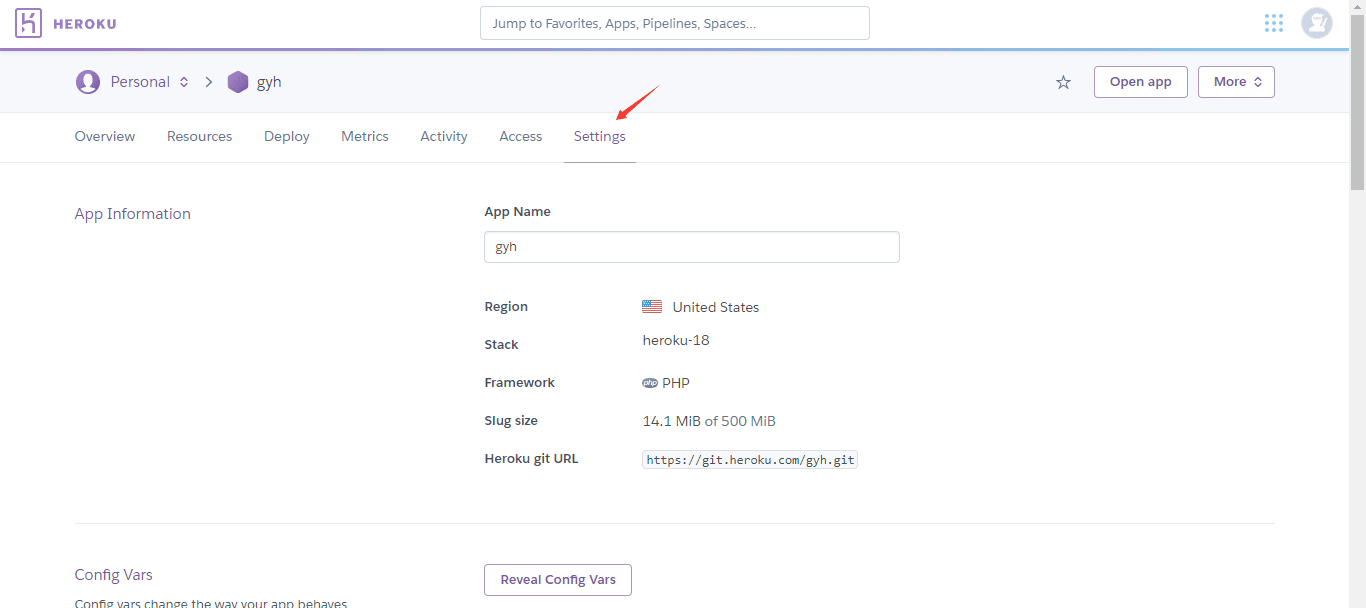 HEROKU
Jump to Favorites, Apps, Pipelines, Spaces...
Personal
gyh
Open app
More
Overview
Resources
Deploy
Metrics
Activity
Access
Settings
App Information
App Name
gyh
Region
United States
Stack
heroku-18
Framework
php PHP
Slug size
14.1 MiB of 500 MiB
Heroku git URL
https://git.heroku.com/gyh.git
Config Vars
Reveal Config Vars
Config vars change the way your app behaves